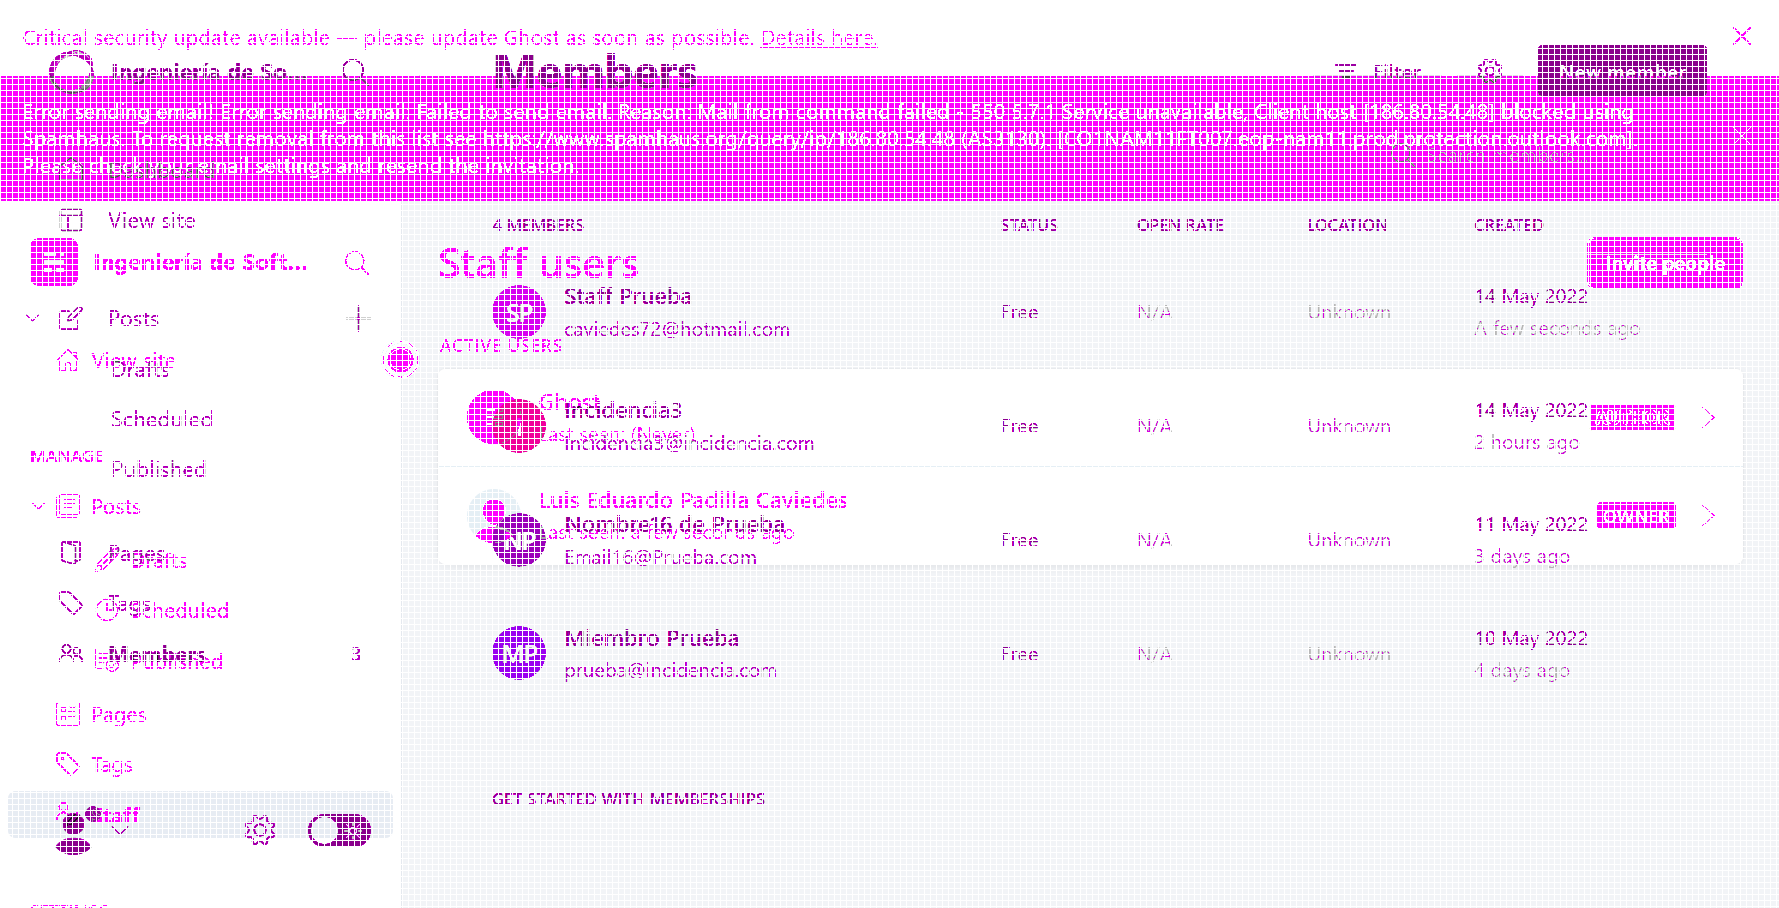 Critical security update available — please update Ghost as soon as possible. Details here.
Ingeniería de So...
Members
Filter
New member
Error sending email! Error sending email: Failed to send email. Reason: Mail from command failed - 550 5.7.1 Service unavailable, Client host [186.80.54.48] blocked using
Spamhaus. To request removal from this list see https://www.spamhaus.org/query/ip/186.80.54.48 (AS3130). [CO1NAM11FT007.eop-nam11.prod.protection.outlook.com]
Please check your email settings and resend the invitation.
View site
4 MEMBERS
STATUS
OPEN RATE
LOCATION
CREATED
Ingeniería de Soft...
Staff users
Invite people
Staff Prueba
caviedes72@hotmail.com
Free
N/A
Unknown
14 May 2022
A few seconds ago
Posts
ACTIVE USERS
View site
Drafts
Ghost
Incidencia3
Last seen: (Never)
Incidencia3@incidencia.com
Free
N/A
Unknown
14 May 2022
2 hours ago
Scheduled
MANAGE
Published
Posts
Luis Eduardo Padilla Caviedes
Nombre16 de Prueba
Last seen: a few seconds ago
NP
Email16@Prueba.com
Free
N/A
Unknown
11 May 2022
3 days ago
OWNER
Pages
Drafts
Tags
Scheduled
Members
3
Published
MP
Miembro Prueba
prueba@incidencia.com
Free
N/A
Unknown
10 May 2022
4 days ago
SP
Pages
Tags
GET STARTED WITH MEMBERSHIPS
Staff